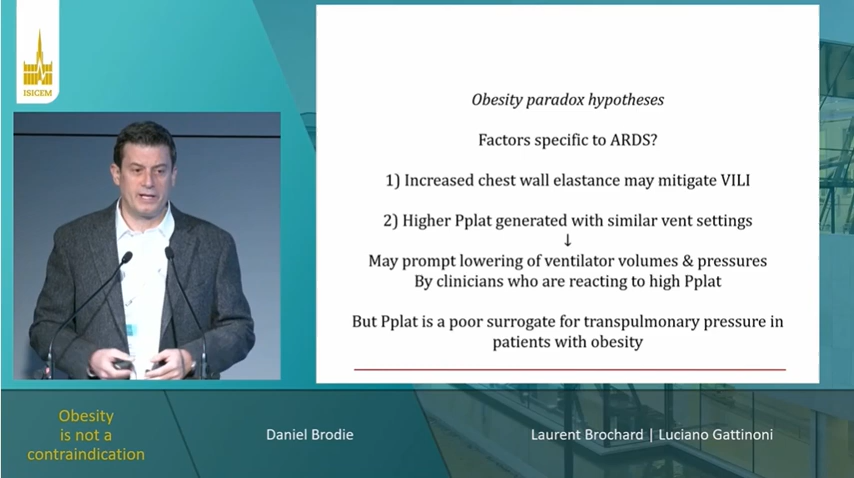 ISICEM
Obesity paradox hypotheses
Factors specific to ARDS?
1) Increased chest wall elastance may mitigate VILI
2) Higher Pplat generated with similar vent settings
↓
May prompt lowering of ventilator volumes & pressures
By clinicians who are reacting to high Pplat
But Pplat is a poor surrogate for transpulmonary pressure in
patients with obesity
Obesity
is not a
contraindication
Daniel Brodie
Laurent Brochard | Luciano Gattinoni